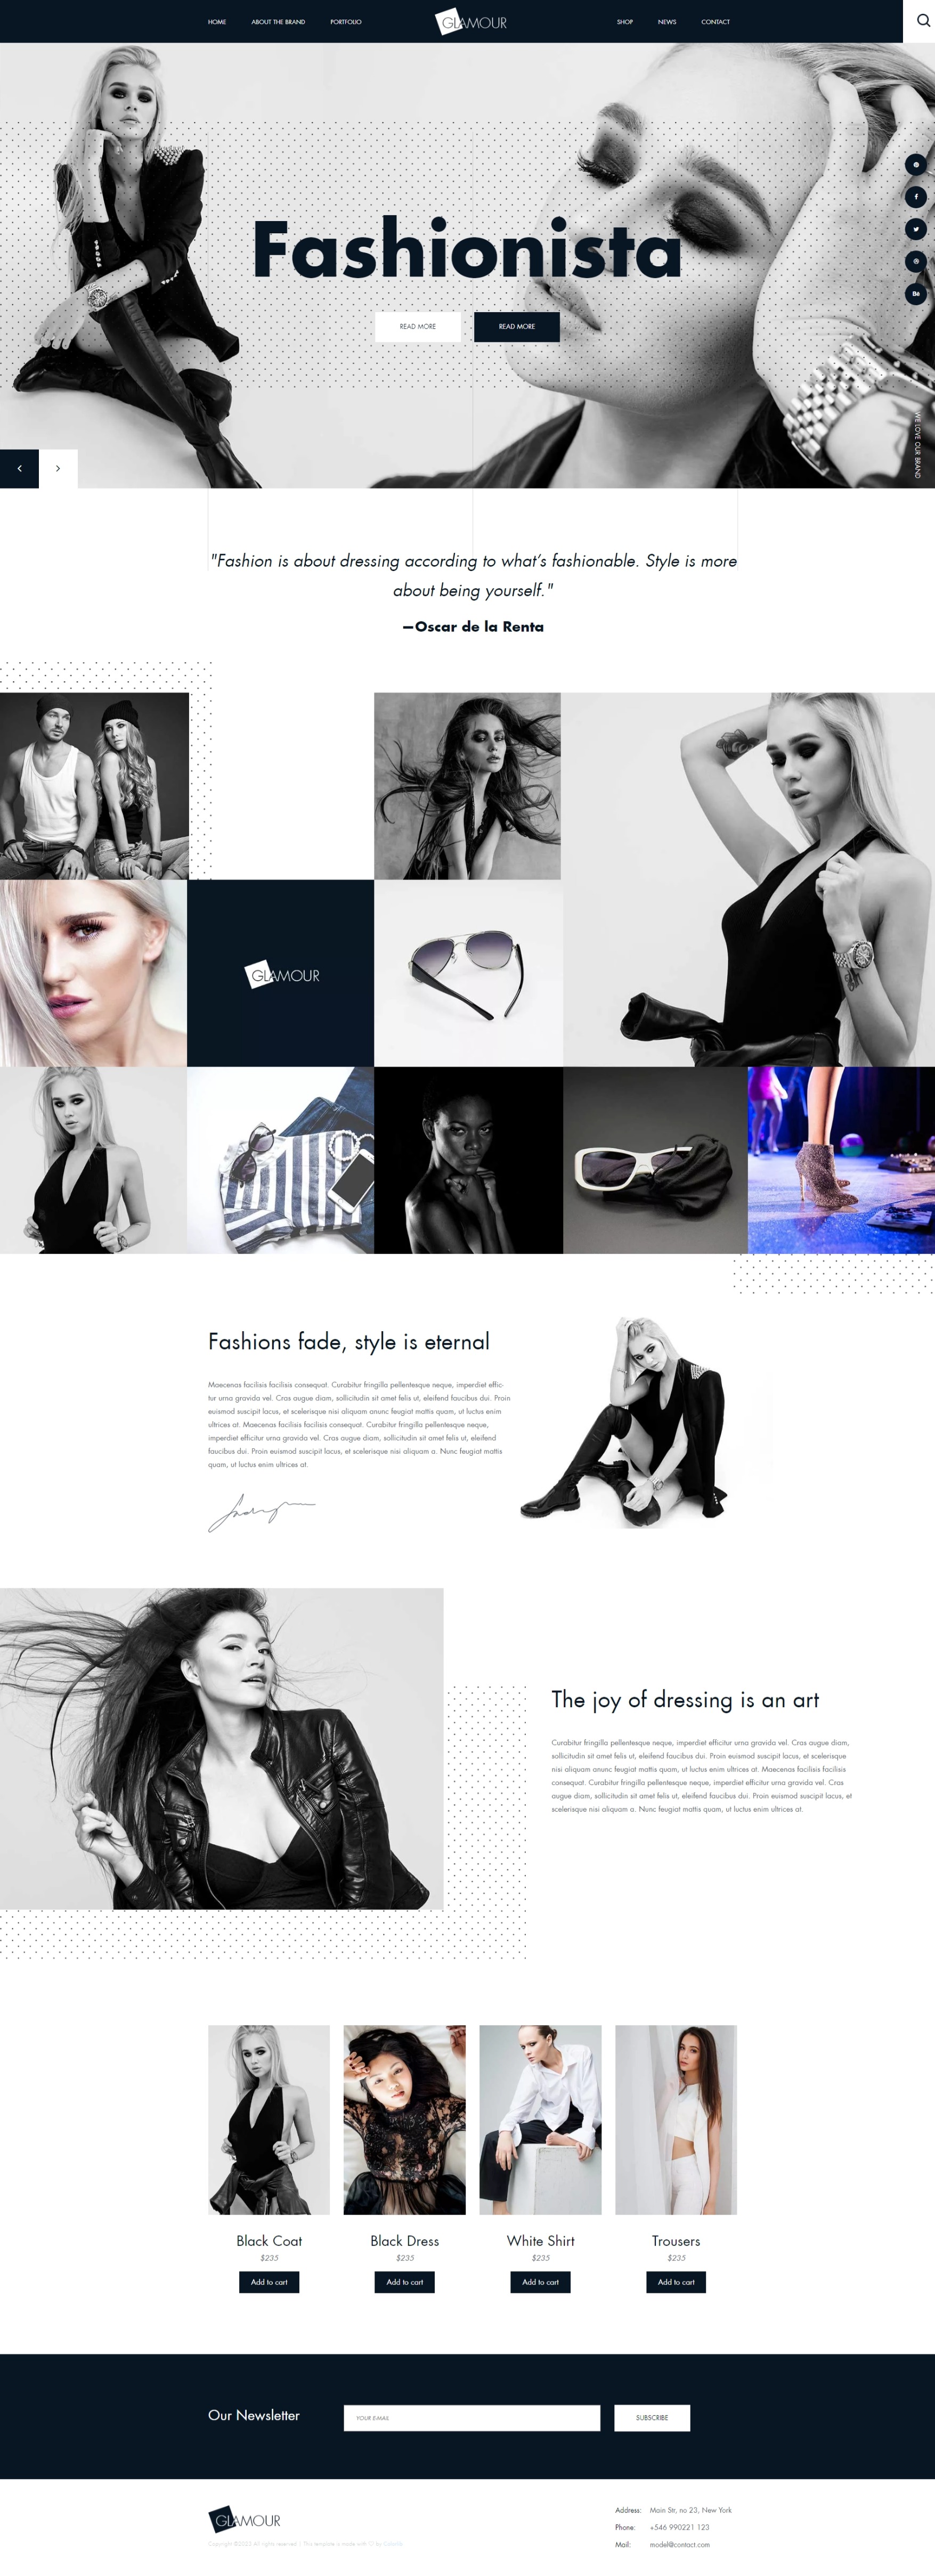 HOME ABOUT THE BRAND PORTFOLIO GLAMOUR SHOP NEWS CONTACT
Fashionista
READ MORE READ MORE
Bē
WE LOVE OUR BRAND
"Fashion is about dressing according to what’s fashionable. Style is more
about being yourself."
—Oscar de la Renta
GLAMOUR
Fashions fade, style is eternal
Maecenas facilisis facilisis consequat. Curabitur fringilla pellentesque neque, imperdiet effic-
tur urna gravida vel. Cras augue diam, sollicitudin sit amet felis ut, eleifend faucibus dui. Proin
euismod suscipit lacus, et scelerisque nisi aliquam anunc feugiat mattis quam, ut luctus enim
ultrices at. Maecenas facilisis facilisis consequat. Curabitur fringilla pellentesque neque,
imperdiet efficitur urna gravida vel. Cras augue diam, sollicitudin sit amet felis ut, eleifend
faucibus dui. Proin euismod suscipit lacus, et scelerisque nisi aliquam a. Nunc feugiat mattis
quam, ut luctus enim ultrices at.
The joy of dressing is an art
Curabitur fringilla pellentesque neque, imperdiet efficitur urna gravida vel. Cras augue diam,
sollicitudin sit amet felis ut, eleifend faucibus dui. Proin euismod suscipit lacus, et scelerisque
nisi aliquam anunc feugiat mattis quam, ut luctus enim ultrices at. Maecenas facilisis facilisis
consequat. Curabitur fringilla pellentesque neque, imperdiet efficitur urna gravida vel. Cras
augue diam, sollicitudin sit amet felis ut, eleifend faucibus dui. Proin euismod suscipit lacus, et
scelerisque nisi aliquam a. Nunc feugiat mattis quam, ut luctus enim ultrices at.
Black Coat Black Dress White Shirt Trousers
$235 $235 $235 $235
Add to cart Add to cart Add to cart Add to cart
Our Newsletter YOUR EMAIL SUBSCRIBE
GLAMOUR
Copyright ©2022 All rights reserved | This template is made with ♡ by Colorlib
Address: Main Str, no 23, New York
Phone: +546 990221 123
Mail: model@contact.com